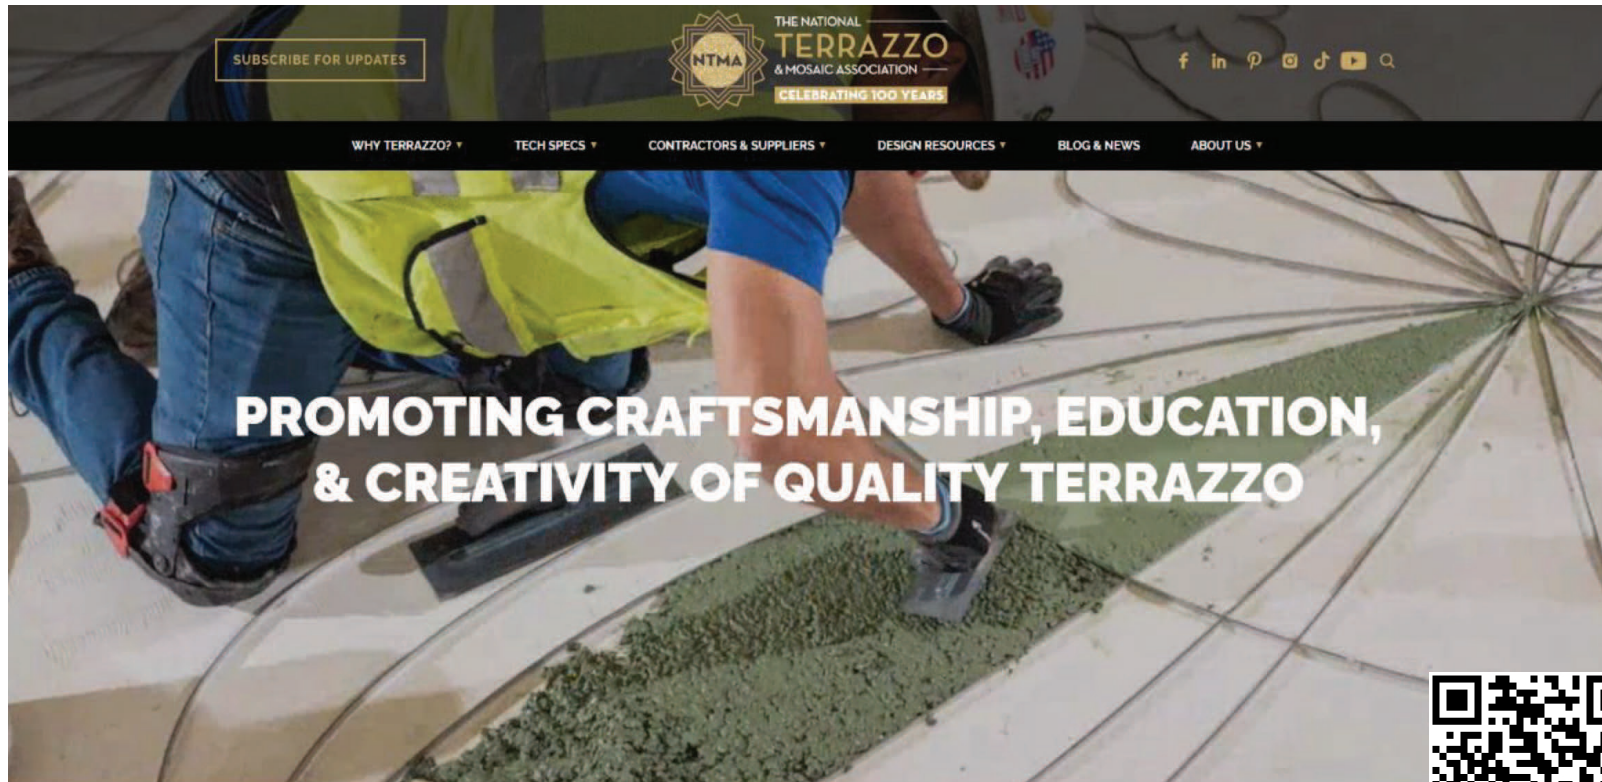 SUBSCRIBE FOR UPDATES
NTMA
THE NATIONAL
TERRAZZO
& MOSAIC ASSOCIATION
CELEBRATING 100 YEARS
WHY TERRAZZO? TECH SPECS CONTRACTORS & SUPPLIERS DESIGN RESOURCES BLOG & NEWS ABOUT US
PROMOTING CRAFTSMANSHIP, EDUCATION,
& CREATIVITY OF QUALITY TERRAZZO